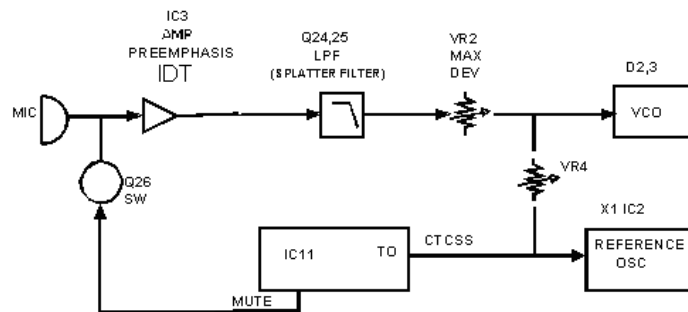 IC3
AMP
PREEMPHASIS
IDT
Q24,25
LPF
(SPLATTER FILTER)
VR2
MAX
DEV
D2,3
MIC
VCO
Q26
SW
VR4
X1 IC2
IC11
TO
CTCSS
REFERENCE
OSC
MUTE